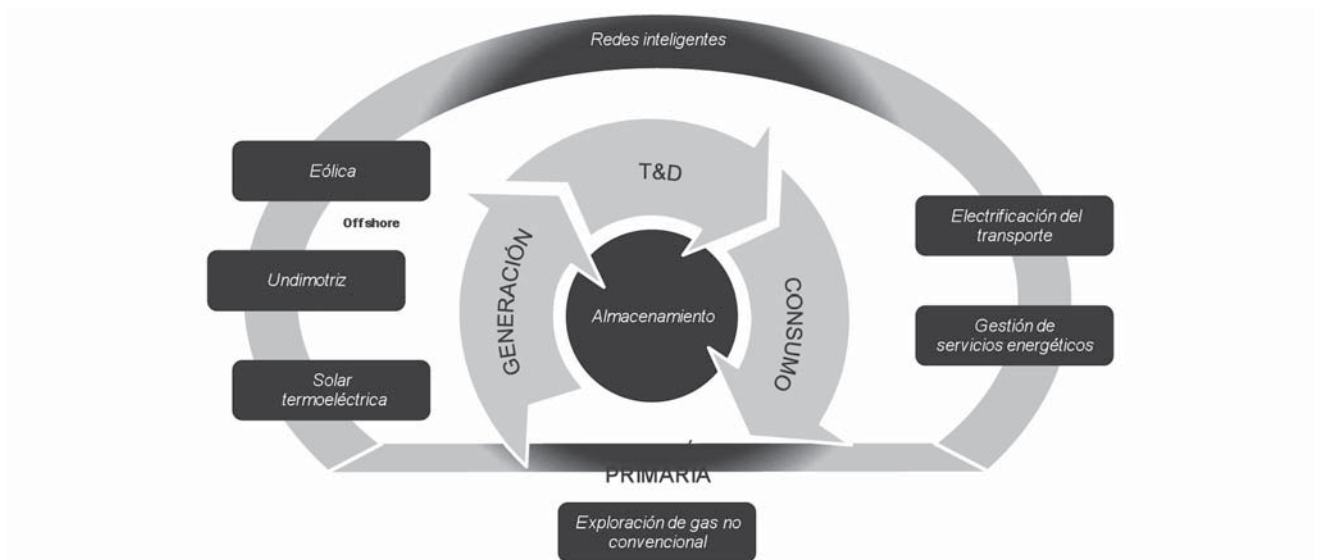 Redes inteligentes
Eólica
Offshore
Undimotriz
Solar
termoeléctrica
GENERACIÓN
T&D
CONSUMO
Almacenamiento
Electrificación del
transporte
Gestión de
servicios energéticos
PRIMARIA
Exploración de gas no
convencional